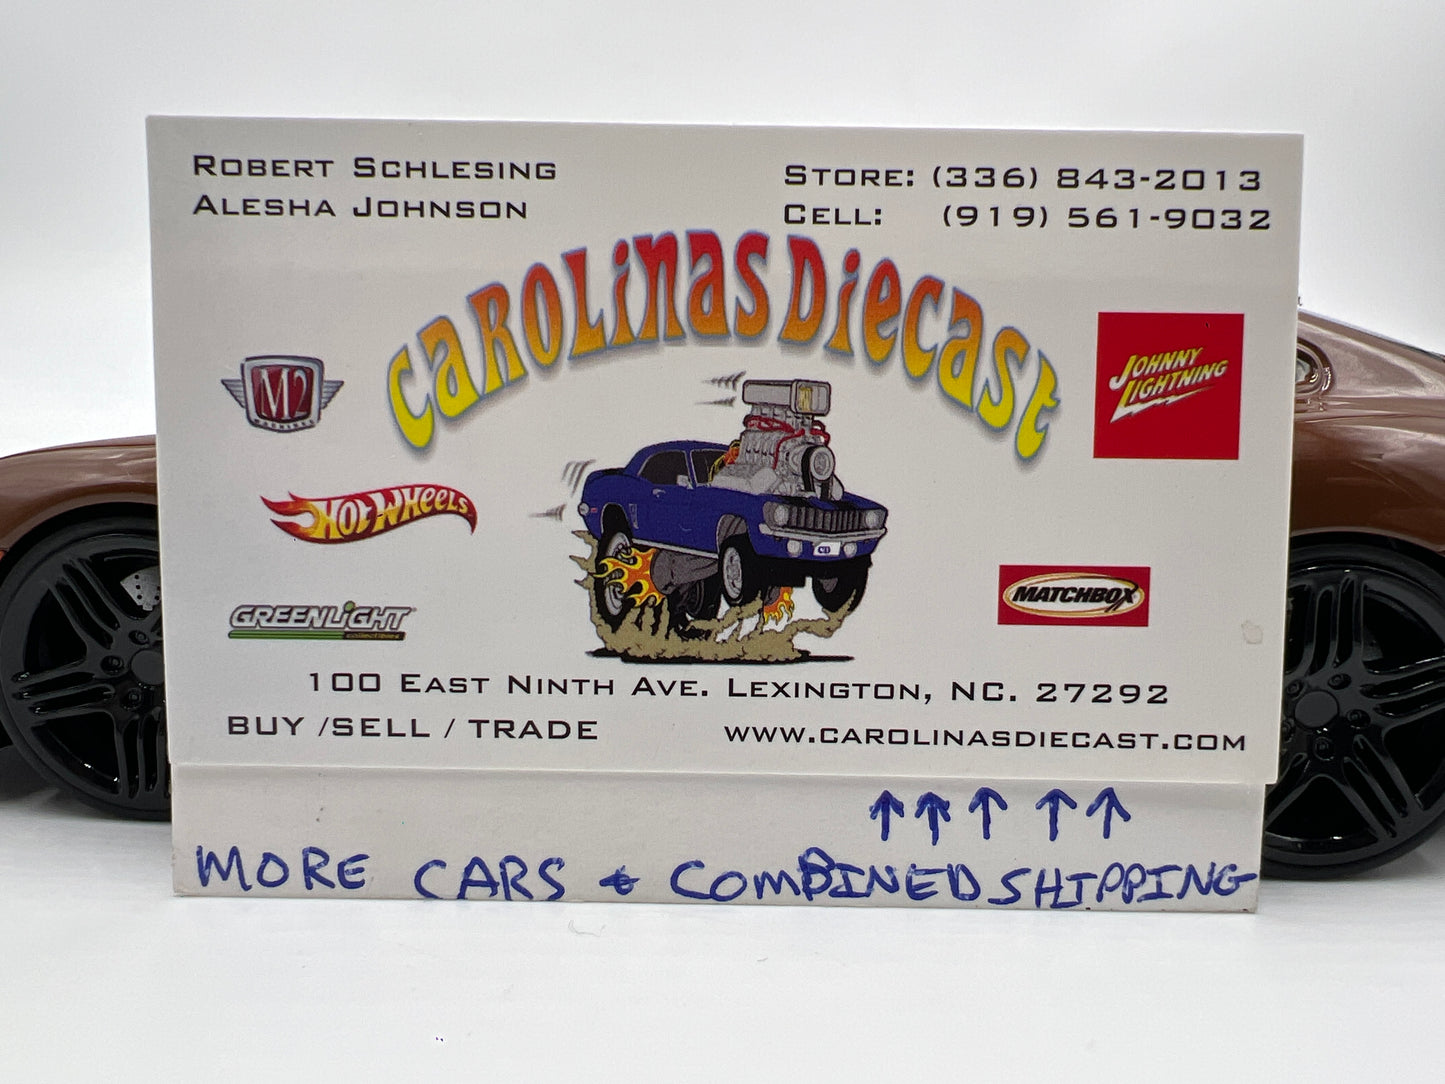 ROBERT SCHLESING
ALESHA JOHNSON
STORE: (336) 843-2013
CELL: (919) 561-9032
CAROLINAS DIECAST
M2
MACHINES
JOHNNY
LIGHTNING
HOT WHEELS
MATCHBOX
GREENLIGHT
collectibles
100 EAST NINTH AVE. LEXINGTON, NC. 27292
BUY /SELL / TRADE
WWW.CAROLINASDIECAST.COM
↑↑↑ ↑↑
MORE CARS & COMBINED SHIPPING